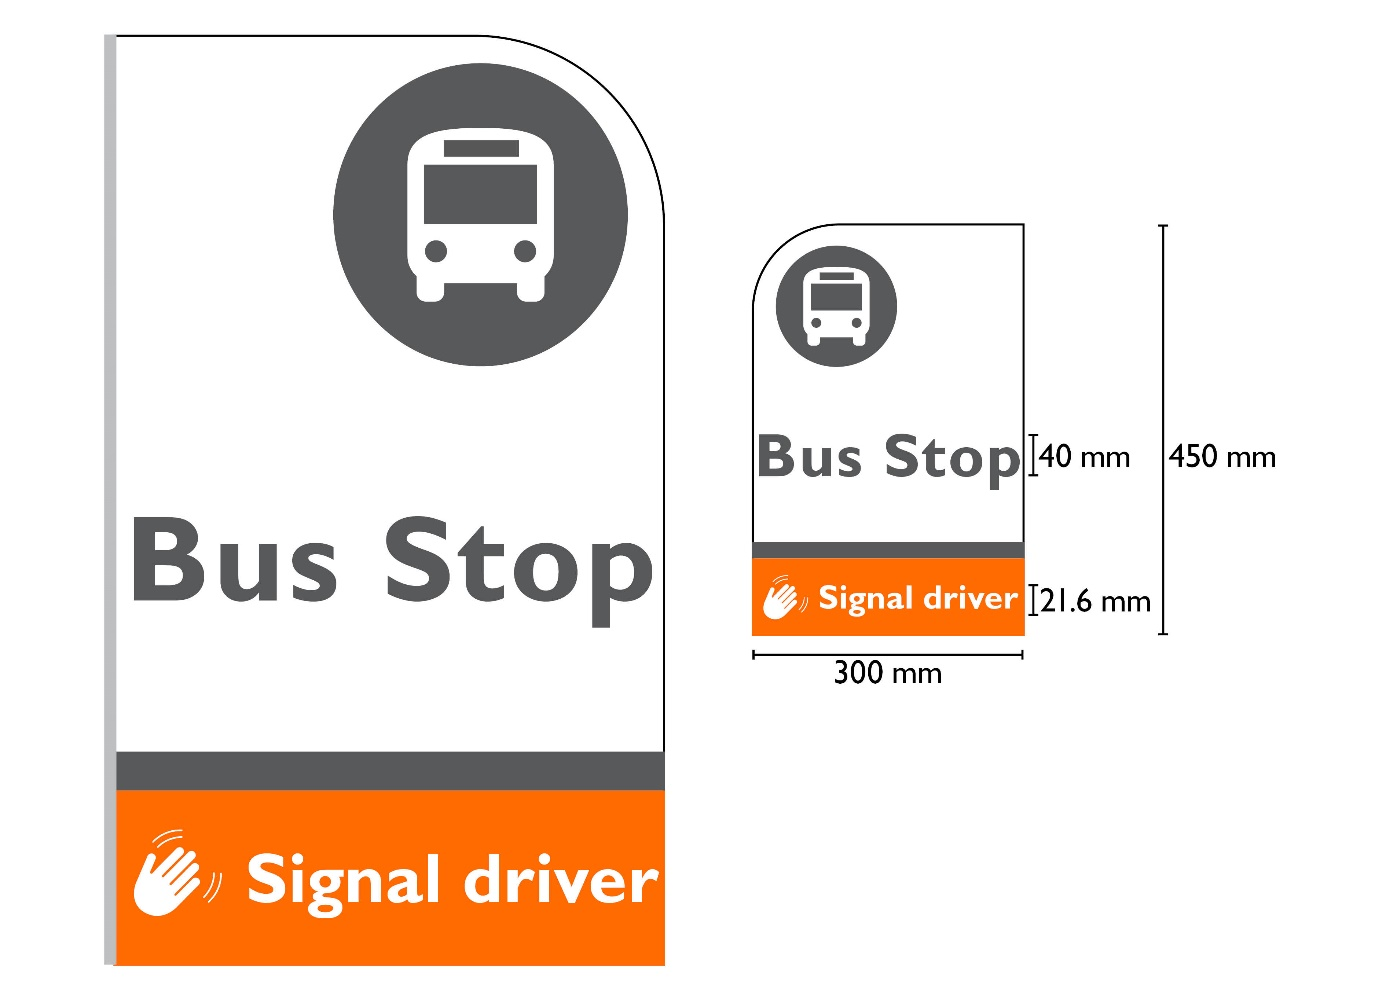 Bus Stop
Signal driver
Bus Stop
40 mm
450 mm
Signal driver
21.6 mm
300 mm